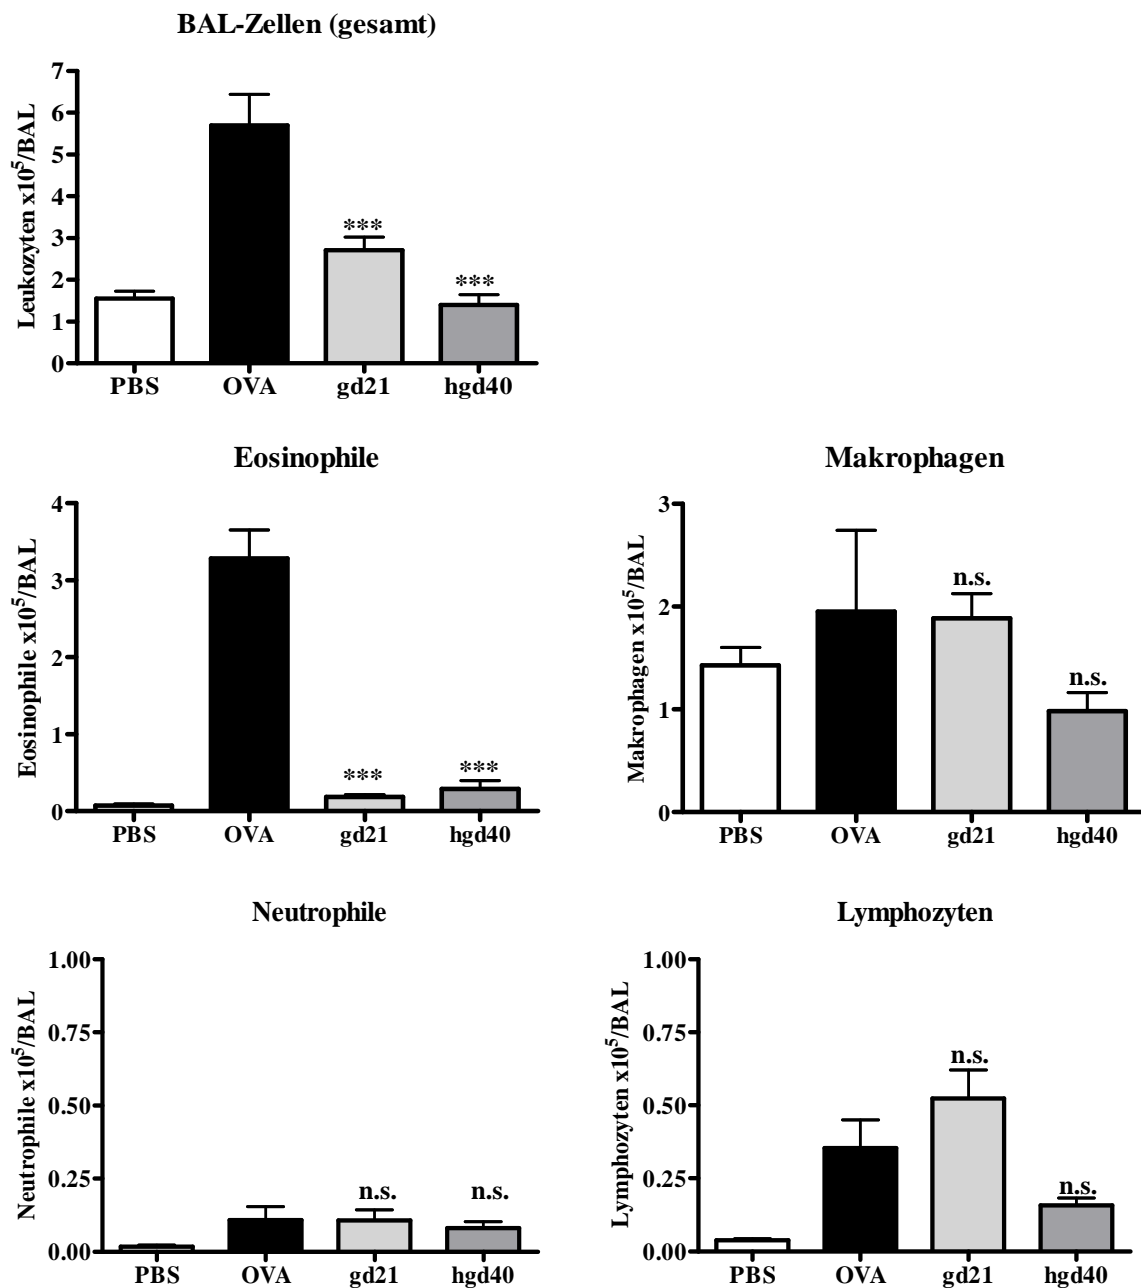 BAL-Zellen (gesamt)
Leukozyten x10⁵/BAL
7
6
5
4
3
2
1
0
***
***
PBS OVA gd21 hgd40
Eosinophile
Eosinophile x10⁵/BAL
4
3
2
1
0
***
***
PBS OVA gd21 hgd40
Makrophagen
Makrophagen x10⁵/BAL
3
2
1
0
n.s.
n.s.
PBS OVA gd21 hgd40
Neutrophile
Neutrophile x10⁵/BAL
1.00
0.75
0.50
0.25
0.00
n.s.
n.s.
PBS OVA gd21 hgd40
Lymphozyten
Lymphozyten x10⁵/BAL
1.00
0.75
0.50
0.25
0.00
n.s.
n.s.
PBS OVA gd21 hgd40